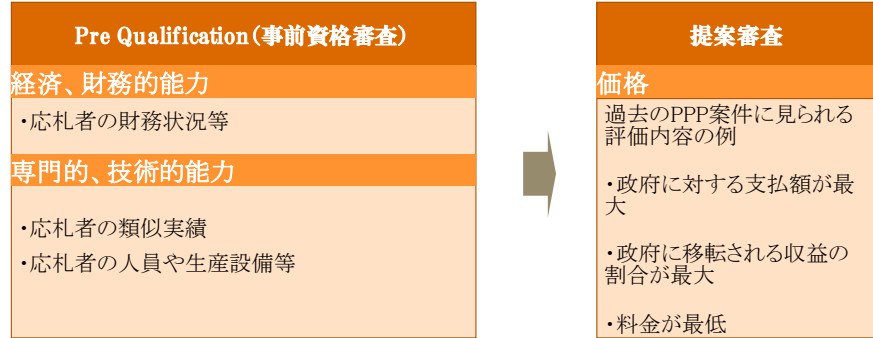 Pre Qualification(事前資格審査)
経済、財務的能力
・応札者の財務状況等
専門的、技術的能力
・応札者の類似実績
・応札者の人員や生産設備等
提案審査
価格
過去のPPP案件に見られる
評価内容の例
・政府に対する支払額が最
大
・政府に移転される収益の
割合が最大
・料金が最低